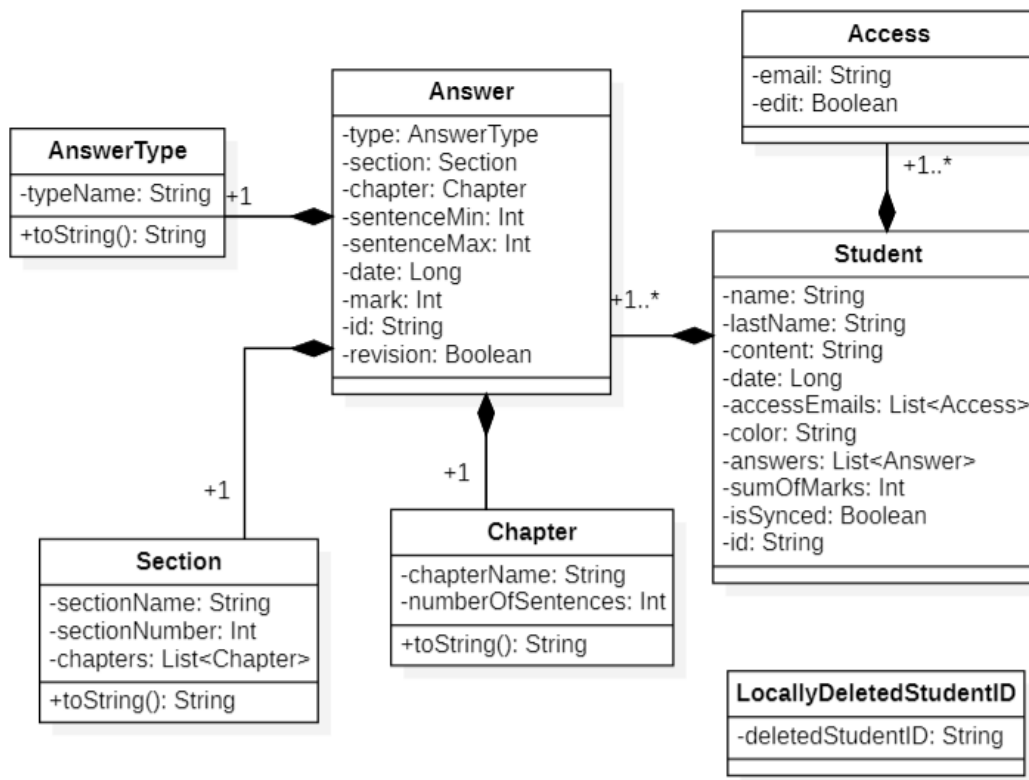 Access
-email: String
-edit: Boolean
+1..*
Answer
-type: AnswerType
-section: Section
-chapter: Chapter
-sentenceMin: Int
-sentenceMax: Int
-date: Long
-mark: Int
-id: String
-revision: Boolean
AnswerType
-typeName: String
+toString(): String
+1
+1..*
Student
-name: String
-lastName: String
-content: String
-date: Long
-accessEmails: List<Access>
-color: String
-answers: List<Answer>
-sumOfMarks: Int
-isSynced: Boolean
-id: String
+1
+1
Section
-sectionName: String
-sectionNumber: Int
-chapters: List<Chapter>
+toString(): String
Chapter
-chapterName: String
-numberOfSentences: Int
+toString(): String
LocallyDeletedStudentID
-deletedStudentID: String